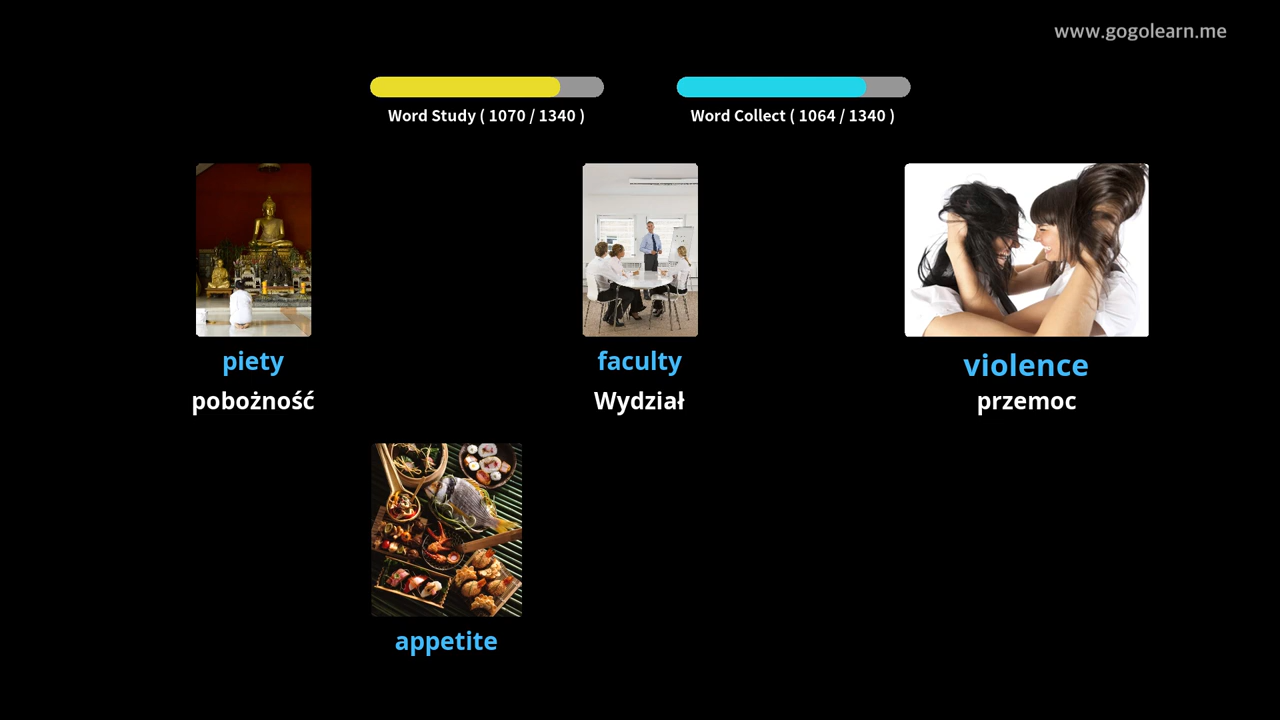 www.gogolearn.me
Word Study ( 1070 / 1340 )
Word Collect ( 1064 / 1340 )
piety
faculty
violence
pobożność
Wydział
przemoc
appetite